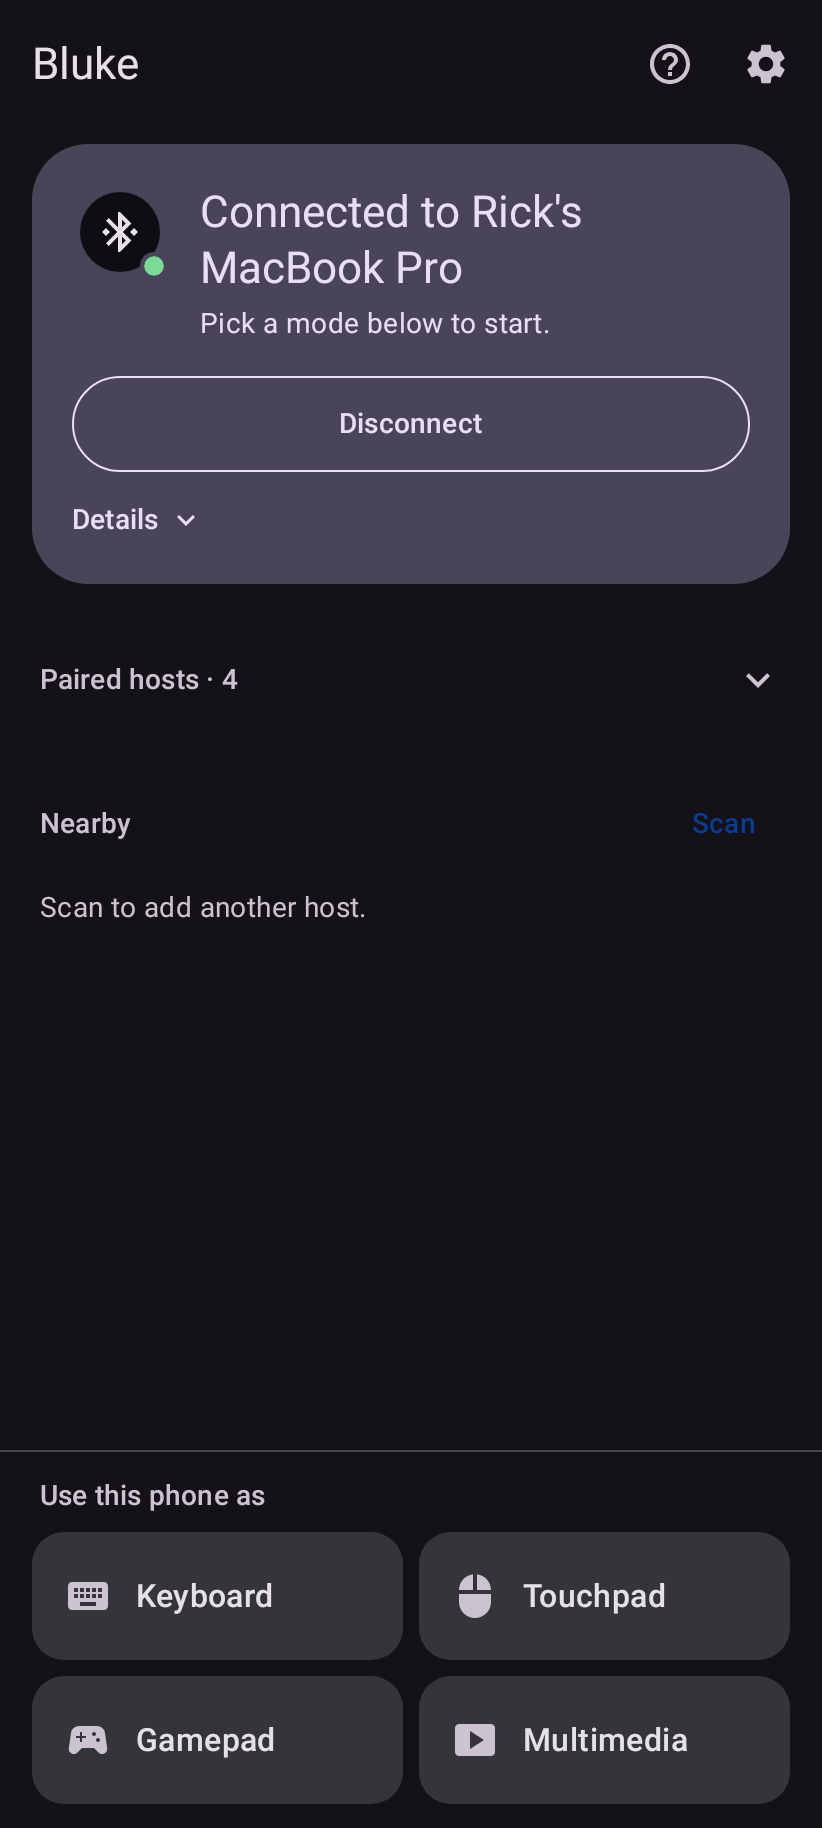 Bluke
Connected to Rick's
MacBook Pro
Pick a mode below to start.
Disconnect
Details
Paired hosts · 4
Nearby
Scan
Scan to add another host.
Use this phone as
Keyboard
Touchpad
Gamepad
Multimedia